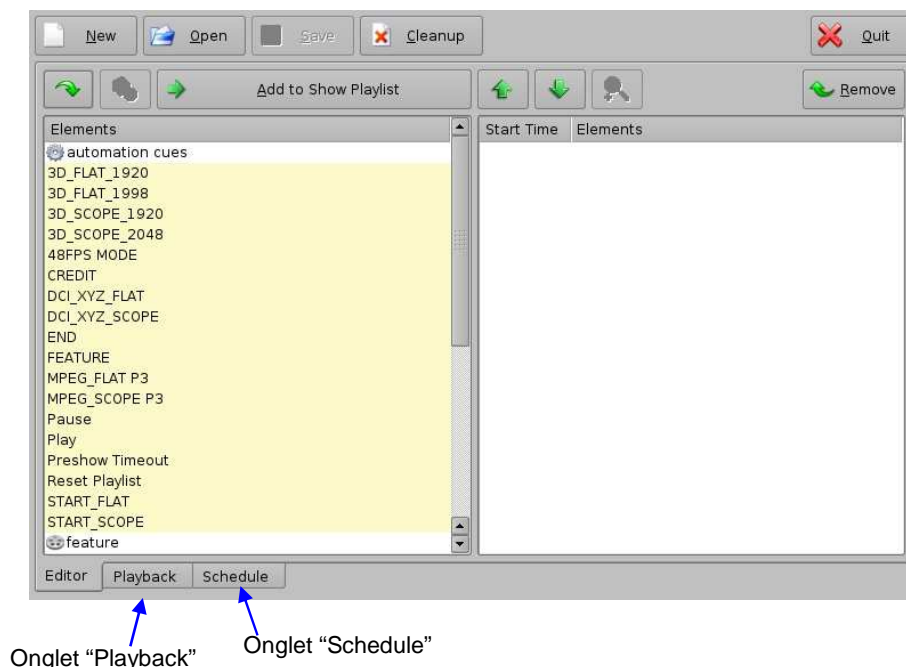 New Open Save Cleanup Quit
Add to Show Playlist Remove
Elements
automation cues
3D_FLAT_1920
3D_FLAT_1998
3D_SCOPE_1920
3D_SCOPE_2048
48FPS MODE
CREDIT
DCI_XYZ_FLAT
DCI_XYZ_SCOPE
END
FEATURE
MPEG_FLAT P3
MPEG_SCOPE P3
Pause
Play
Preshow Timeout
Reset Playlist
START_FLAT
START_SCOPE
feature
Start Time Elements
Editor Playback Schedule
Onglet “Schedule”
Onglet “Playback”